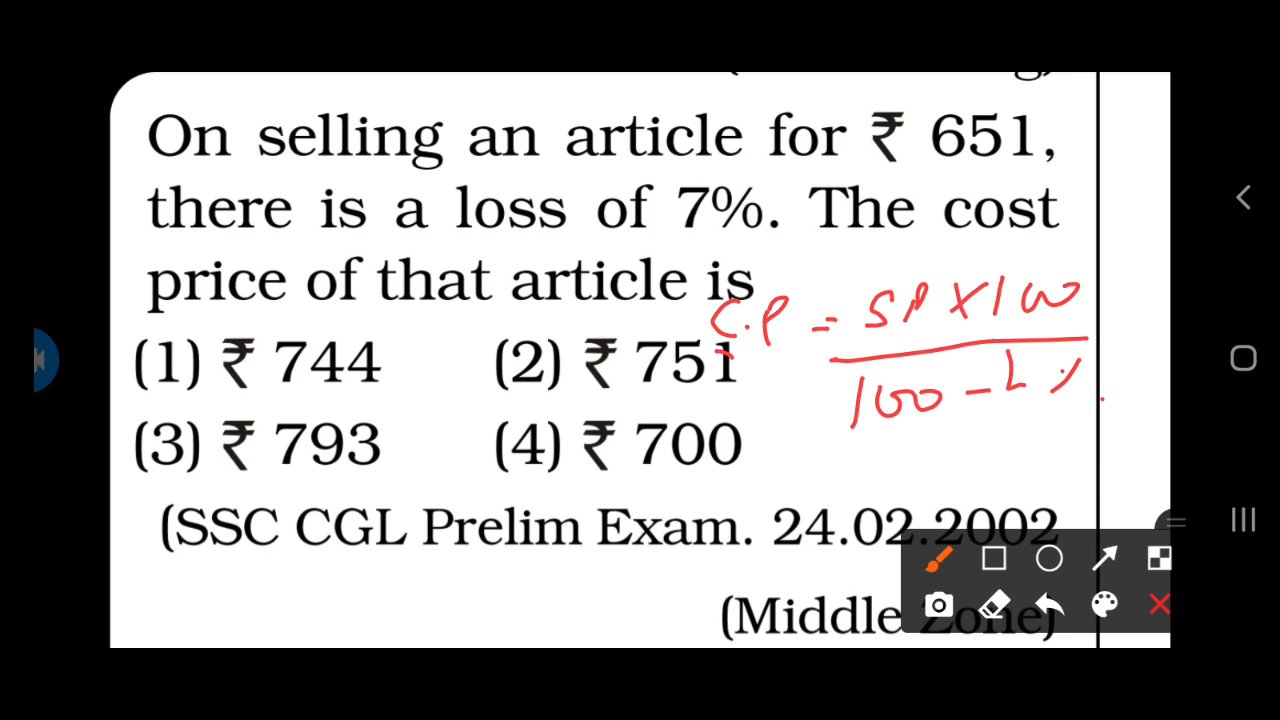 On selling an article for ₹ 651,
there is a loss of 7%. The cost
price of that article is
C.P = SP X 100
100 - L %
(1) ₹ 744 (2) ₹ 751
(3) ₹ 793 (4) ₹ 700
(SSC CGL Prelim Exam. 24.02.2002
(Middle Zone)